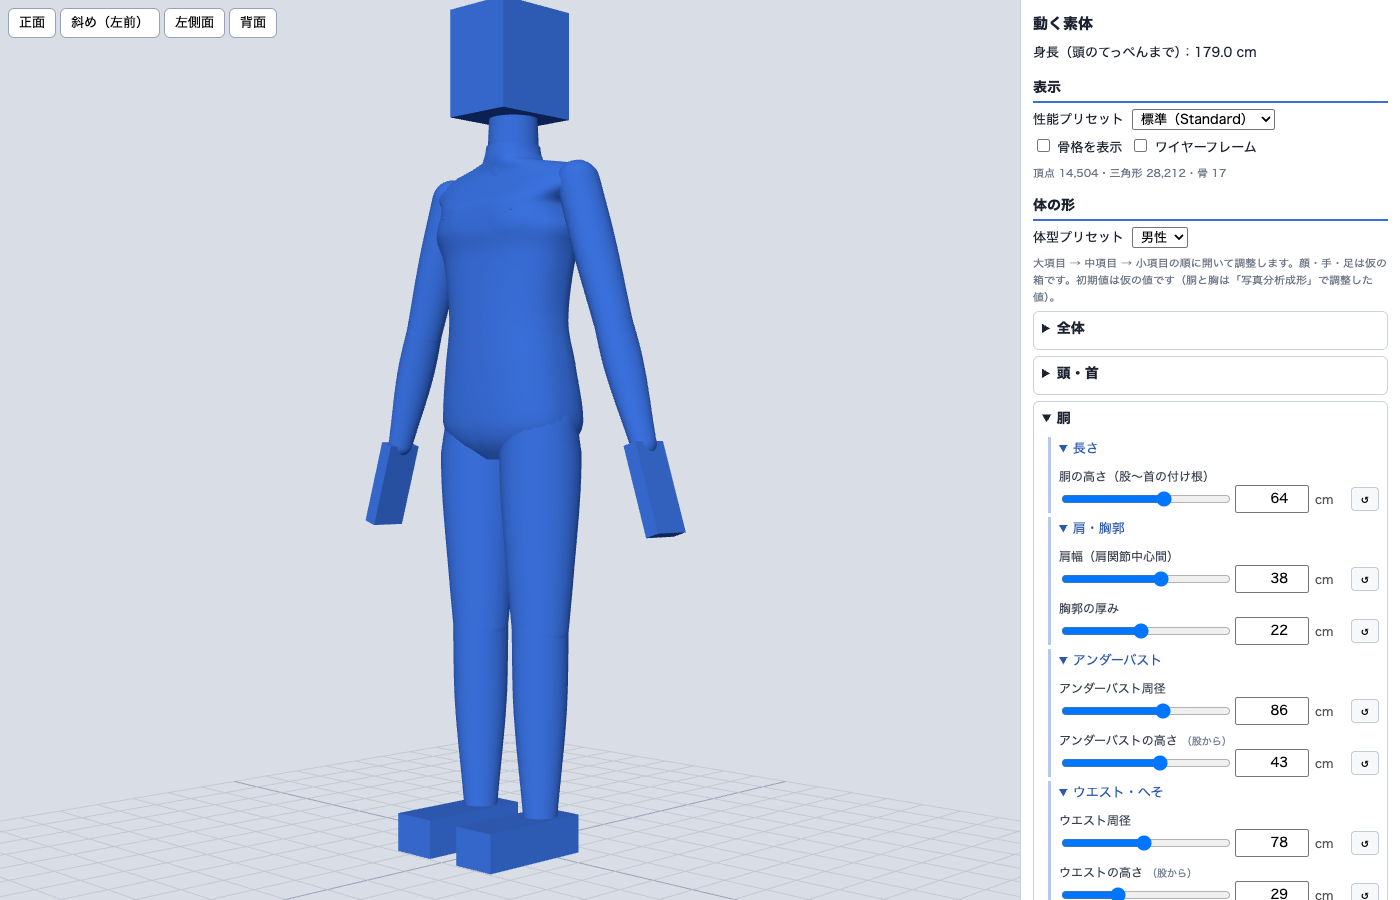 正面 斜め（左前） 左側面 背面
動く素体
身長（頭のてっぺんまで）：179.0 cm
表示
性能プリセット 標準（Standard）
骨格を表示 ワイヤーフレーム
頂点 14,504・三角形 28,212・骨 17
体の形
体型プリセット 男性
大項目 → 中項目 → 小項目の順に開いて調整します。顔・手・足は仮の
箱です。初期値は仮の値です（胴と胸は「写真分析成形」で調整した
値）。
▶ 全体
▶ 頭・首
▼ 胴
▼ 長さ
胴の高さ（股〜首の付け根）
64 cm ↺
▼ 肩・胸郭
肩幅（肩関節中心間）
38 cm ↺
胸郭の厚み
22 cm ↺
▼ アンダーバスト
アンダーバスト周径
86 cm ↺
アンダーバストの高さ （股から）
43 cm ↺
▼ ウエスト・へそ
ウエスト周径
78 cm ↺
ウエストの高さ （股から）
29 cm ↺